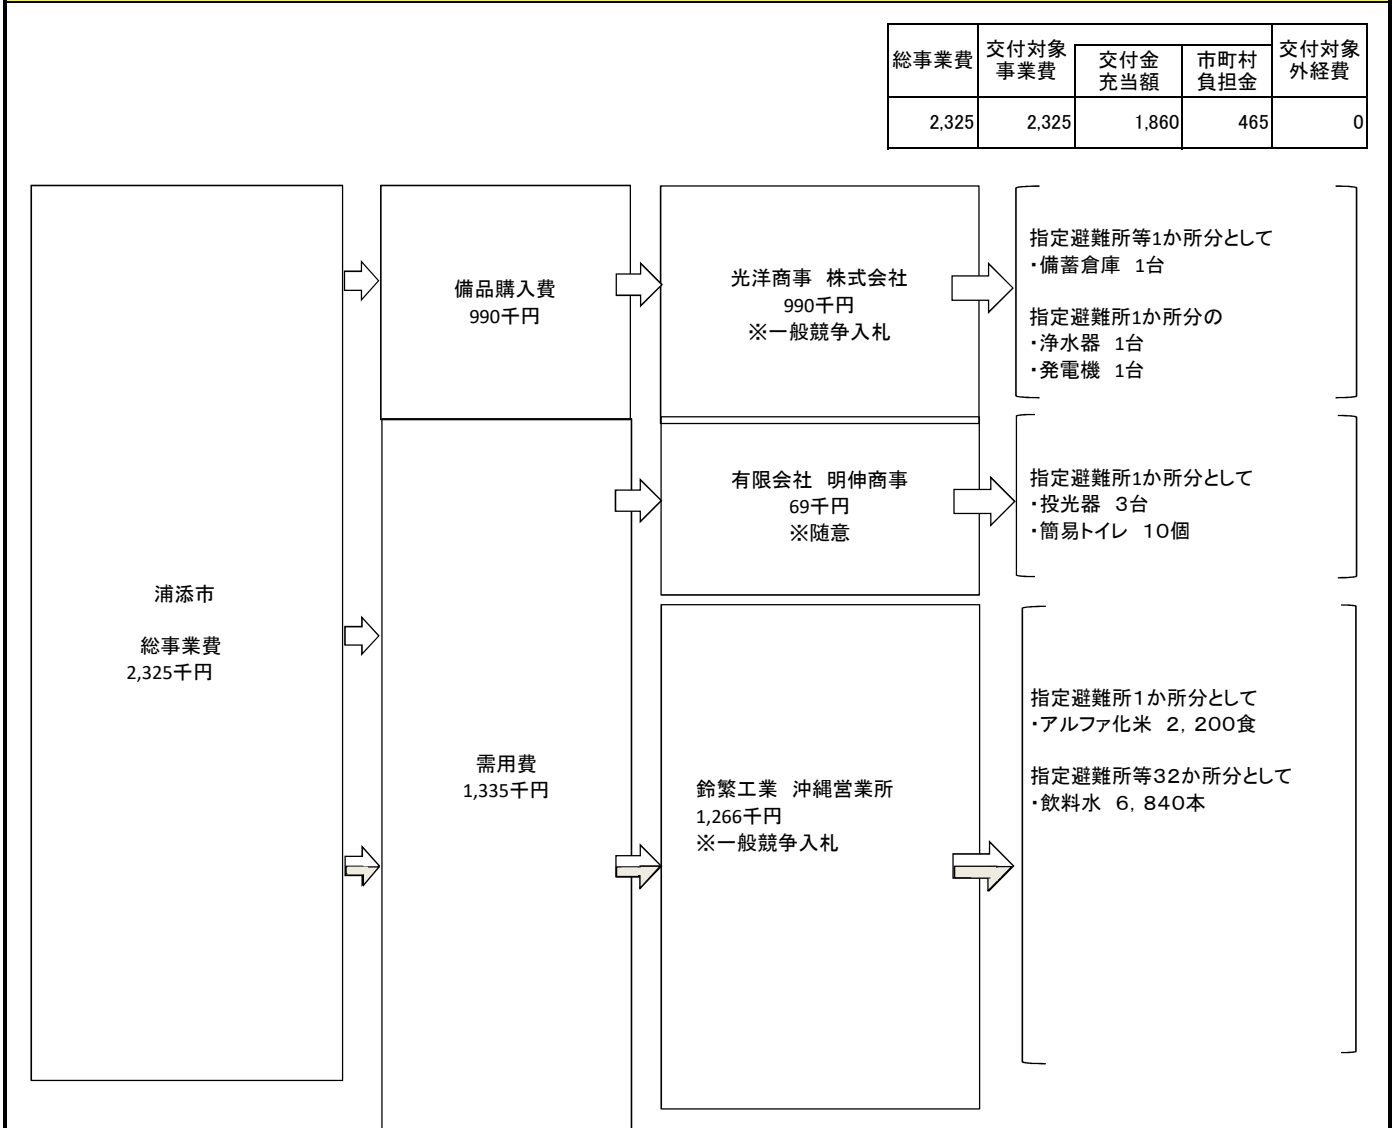 総事業費
交付対象
事業費
交付金
充当額
市町村
負担金
交付対象
外経費
2,325 2,325 1,860 465 0
浦添市
総事業費
2,325千円
備品購入費
990千円
需用費
1,335千円
光洋商事 株式会社
990千円
※一般競争入札
有限会社 明伸商事
69千円
※随意
鈴繁工業 沖縄営業所
1,266千円
※一般競争入札
指定避難所等1か所分として
・備蓄倉庫 1台
指定避難所1か所分の
・浄水器 1台
・発電機 1台
指定避難所1か所分として
・投光器 3台
・簡易トイレ 10個
指定避難所1か所分として
・アルファ化米 2,200食
指定避難所等32か所分として
・飲料水 6,840本